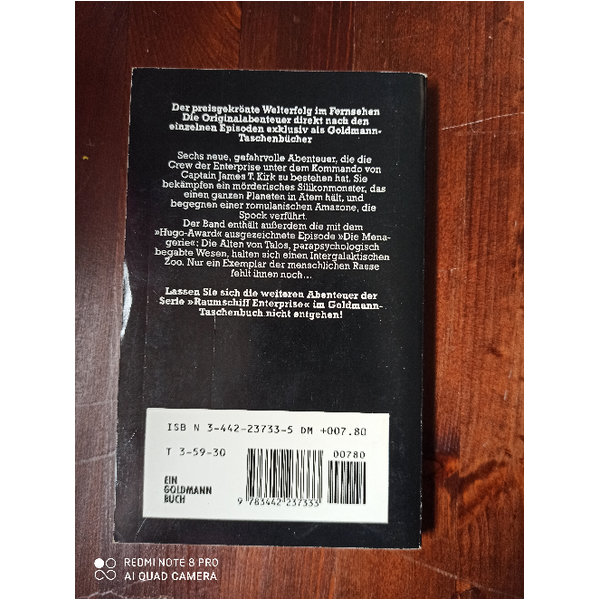 Der preisgekrönte Welterfolg im Fernsehen
Die Originalabenteuer direkt nach den
einzelnen Episoden exklusiv als Goldmann-
Taschenbücher
Sechs neue, gefahrvolle Abenteuer, die die
Crew der Enterprise unter dem Kommando von
Captain James T. Kirk zu bestehen hat. Sie
bekämpfen ein mörderisches Silikonmonster, das
einen ganzen Planeten in Atem hält, und
begegnen einer romulanischen Amazone, die
Spock verführt.
Der Band enthält außerdem die mit dem
»Hugo-Award« ausgezeichnete Episode »Die Mena-
gerie«: Die Alten von Talos, parapsychologisch
begabte Wesen, halten sich einen Intergalaktischen
Zoo. Nur ein Exemplar der menschlichen Rasse
fehlt ihnen noch...
Lassen Sie sich die weiteren Abenteuer der
Serie »Raumschiff Enterprise« im Goldmann-
Taschenbuch nicht entgehen!
ISB N 3-442-23733-5 DM +007.80
T 3-59-30
00780
EIN
GOLDMANN
BUCH
9 783442 237333
REDMI NOTE 8 PRO
AI QUAD CAMERA